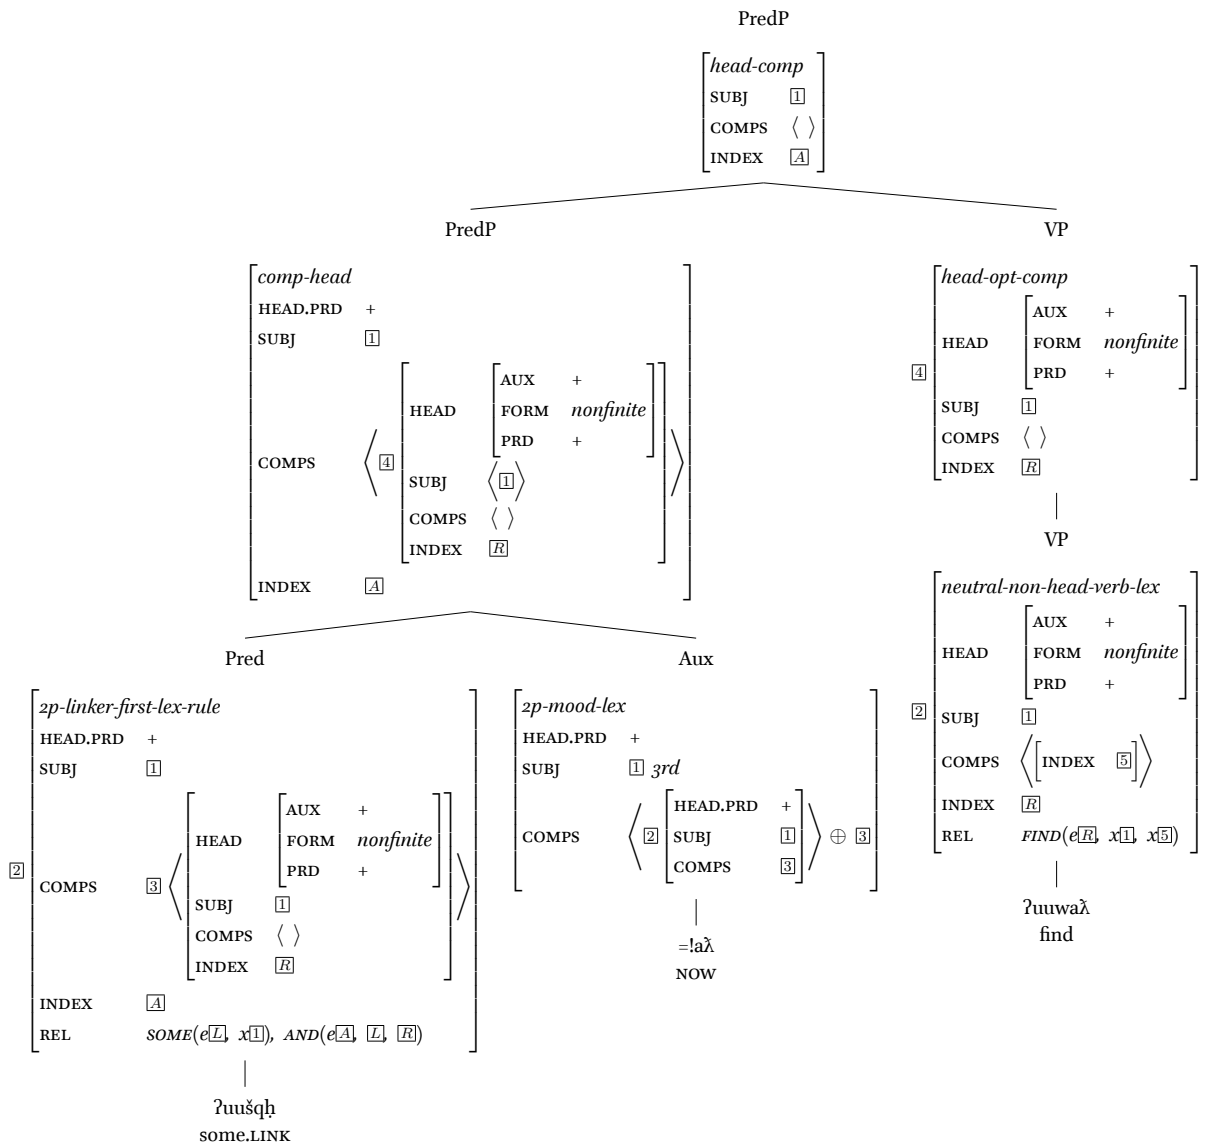 PredP
head-comp
SUBJ 1
COMPS ⟨ ⟩
INDEX A
PredP
comp-head
HEAD.PRD +
SUBJ 1
COMPS ⟨ 4
HEAD
AUX +
FORM nonfinite
PRD +
SUBJ ⟨ 1 ⟩
COMPS ⟨ ⟩
INDEX R
⟩
INDEX A
VP
4
head-opt-comp
HEAD
AUX +
FORM nonfinite
PRD +
SUBJ 1
COMPS ⟨ ⟩
INDEX R
VP
2
neutral-non-head-verb-lex
HEAD
AUX +
FORM nonfinite
PRD +
SUBJ 1
COMPS ⟨[INDEX 5]⟩
INDEX R
REL FIND(eR, x1, x5)
ʔuuwaƛ̓
find
Pred
2
2p-linker-first-lex-rule
HEAD.PRD +
SUBJ 1
COMPS 3 ⟨
HEAD
AUX +
FORM nonfinite
PRD +
SUBJ 1
COMPS ⟨ ⟩
INDEX R
⟩
INDEX A
REL SOME(eL, x1), AND(eA, L, R)
ʔuušqḥ
some.LINK
Aux
2p-mood-lex
HEAD.PRD +
SUBJ 1 3rd
COMPS ⟨ 2
HEAD.PRD +
SUBJ 1
COMPS 3
⟩ ⊕ 3
=!aƛ̓
NOW